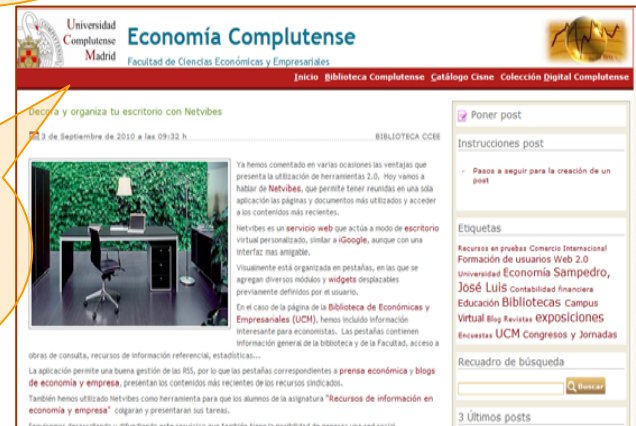 Universidad
Complutense
Madrid
Economía Complutense
Facultad de Ciencias Económicas y Empresariales
Inicio Biblioteca Complutense Catálogo Cisne Colección Digital Complutense
Decora y organiza tu escritorio con Netvibes
3 de Septiembre de 2010 a las 09:32 h
BIBLIOTECA CCEE
Ya hemos comentado en varias ocasiones las ventajas que
presenta la utilización de herramientas 2.0. Hoy vamos a
hablar de Netvibes, que permite tener reunidas en una sola
aplicación las páginas y documentos más utilizados y acceder
a los contenidos más recientes.
Netvibes es un servicio web que actúa a modo de escritorio
virtual personalizado, similar a iGoogle, aunque con una
interfaz mas amigable.
Visualmente está organizada en pestañas, en las que se
agregan diversos módulos y widgets desplazables
previamente definidos por el usuario.
En el caso de la página de la Biblioteca de Económicas y
Empresariales (UCM), hemos incluido información
interesante para economistas. Las pestañas contienen
información general de la biblioteca y de la Facultad, acceso a
obras de consulta, recursos de información referencial, estadísticas...
La aplicación permite una buena gestión de las RSS, por lo que las pestañas correspondientes a prensa económica y blogs
de economía y empresa, presentan los contenidos más recientes de los recursos sindicados.
También hemos utilizado Netvibes como herramienta para que los alumnos de la asignatura "Recursos de información en
economía y empresa" colgaran y presentaran sus tareas.
Poner post
Instrucciones post
Pasos a seguir para la creación de un
post
Etiquetas
Recursos en pruebas Comercio Internacional
Formación de usuarios Web 2.0
Universidad Economía Sampedro,
José Luis Contabilidad financiera
Educación Bibliotecas Campus
Virtual Blog Revistas exposiciones
Encuestas UCM Congresos y Jornadas
Recuadro de búsqueda
Buscar
3 Últimos posts